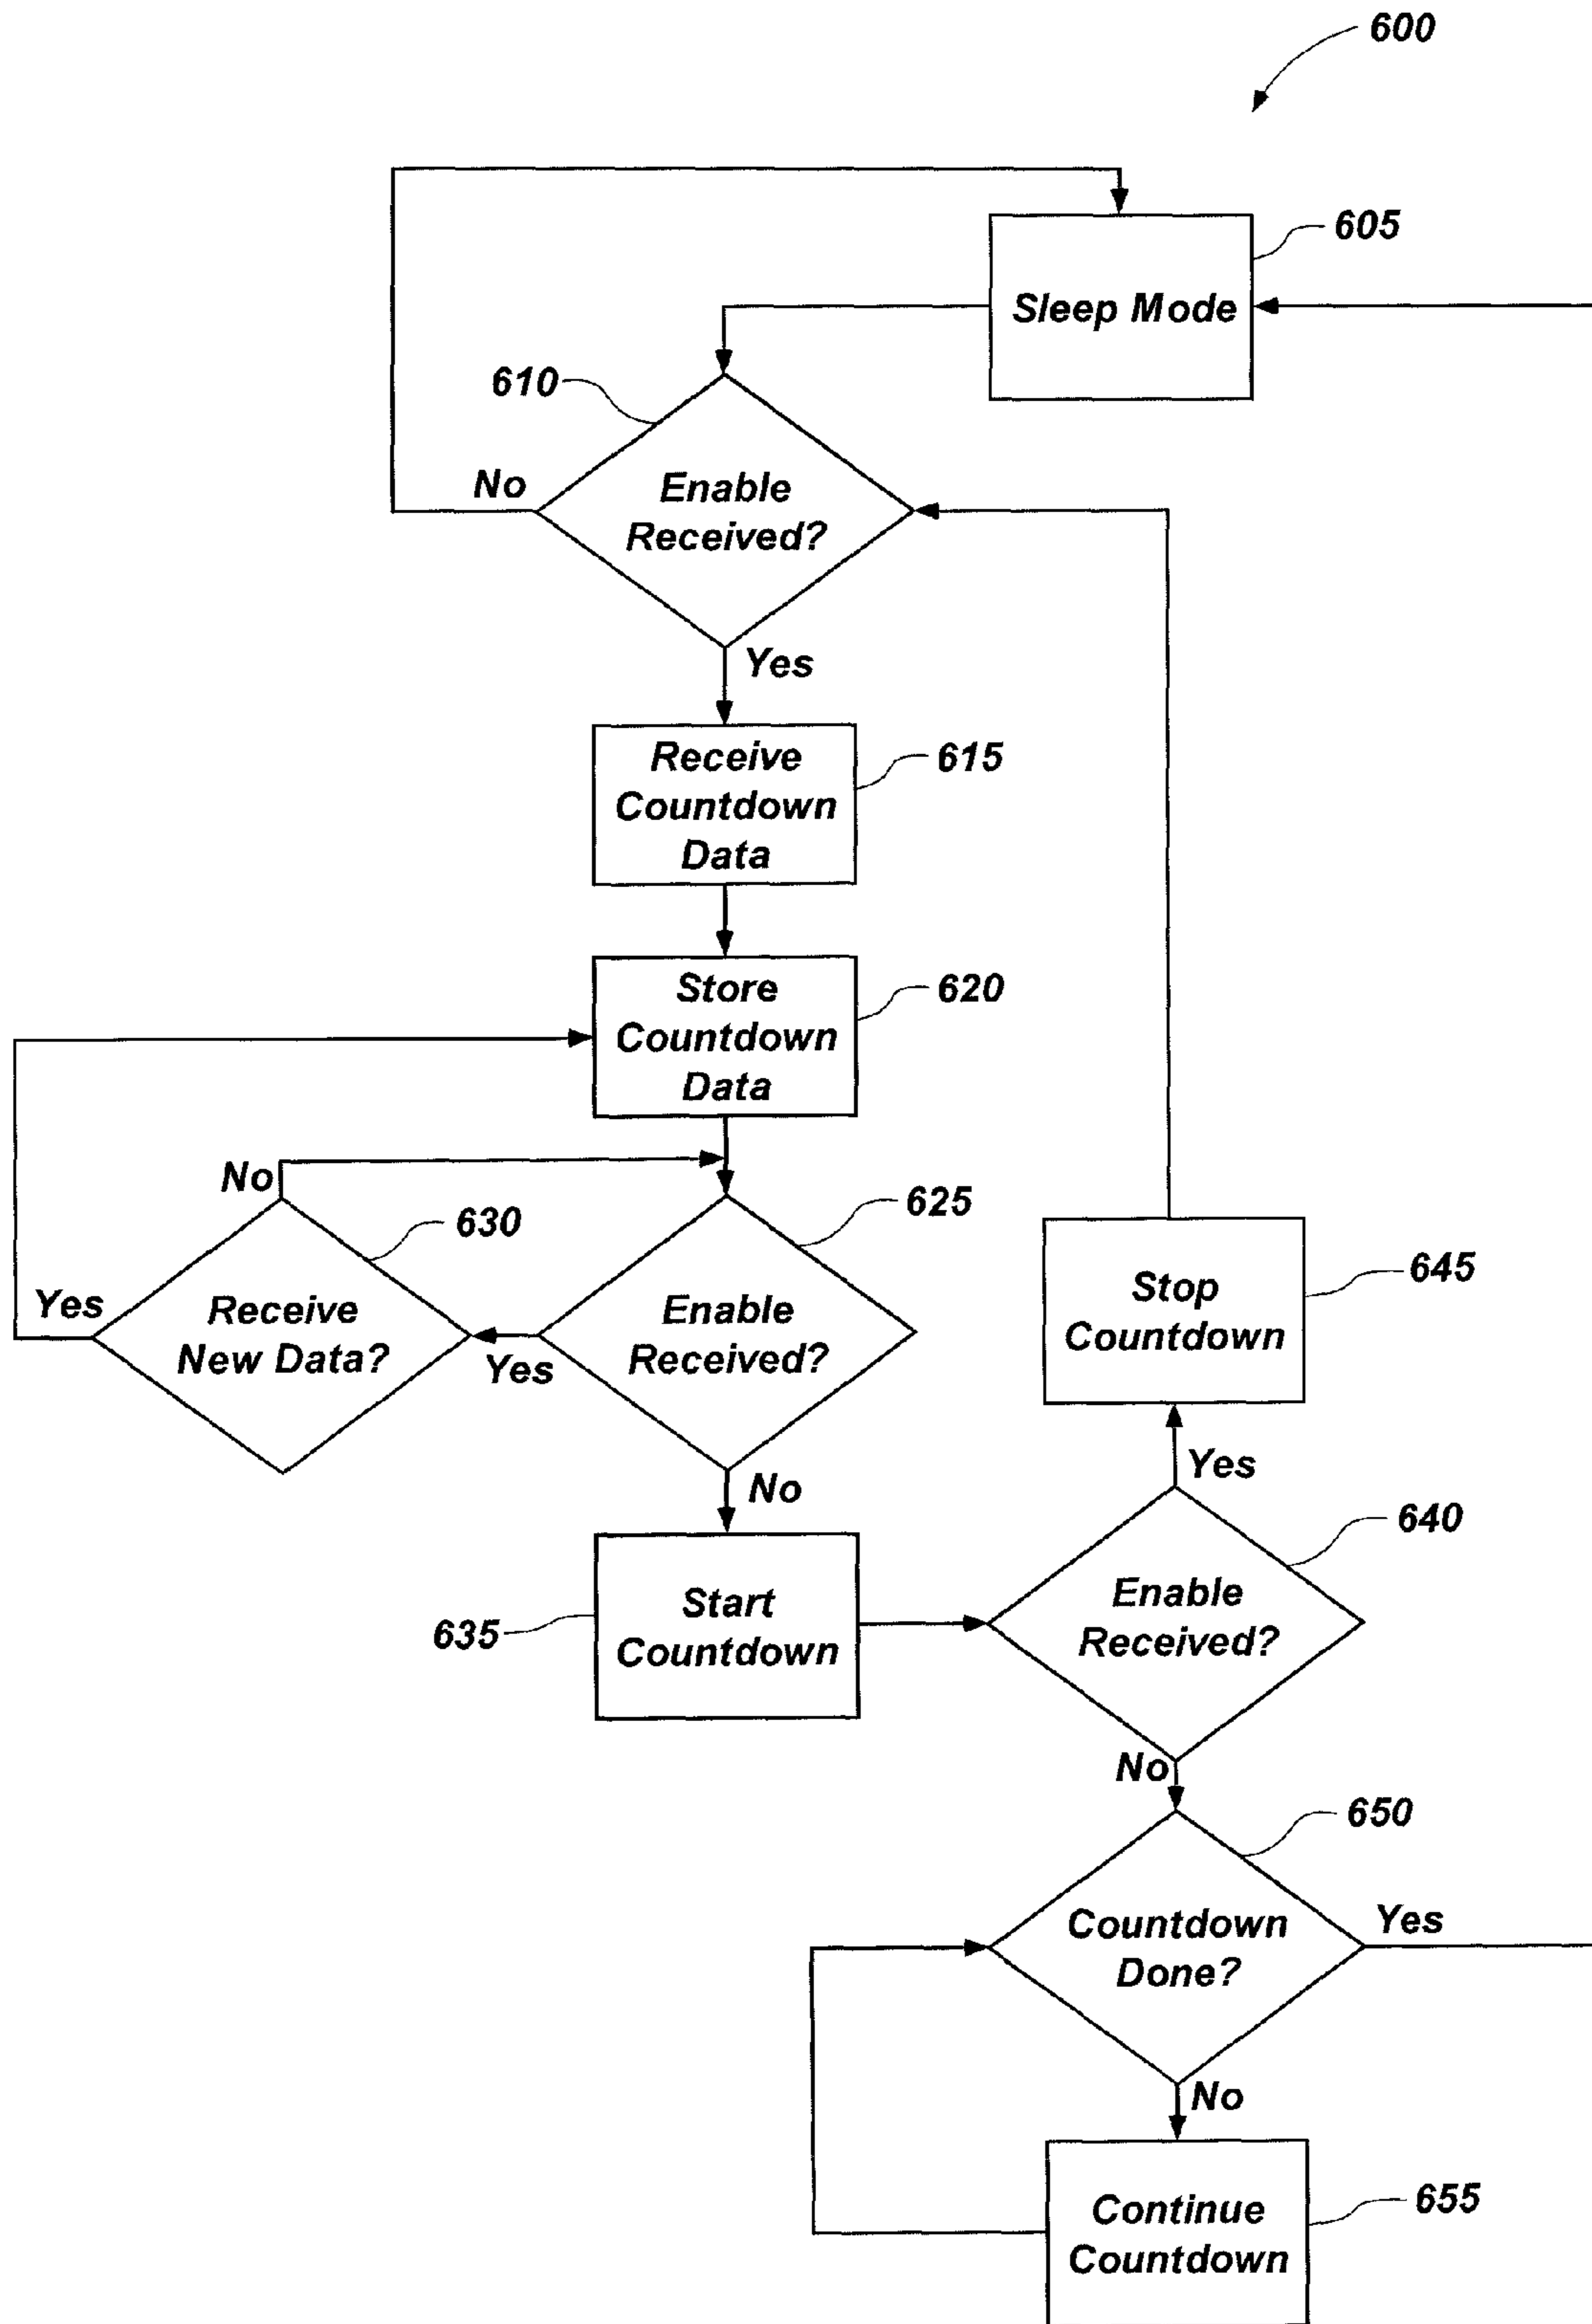 600
605
Sleep Mode
610
No
Enable
Received?
Yes
Receive
Countdown
Data
615
Store
Countdown
Data
620
No
630
625
Yes
Receive
New Data?
Yes
Enable
Received?
Stop
Countdown
645
No
Yes
640
Start
Countdown
635
Enable
Received?
No
650
Countdown
Done?
Yes
No
Continue
Countdown
655